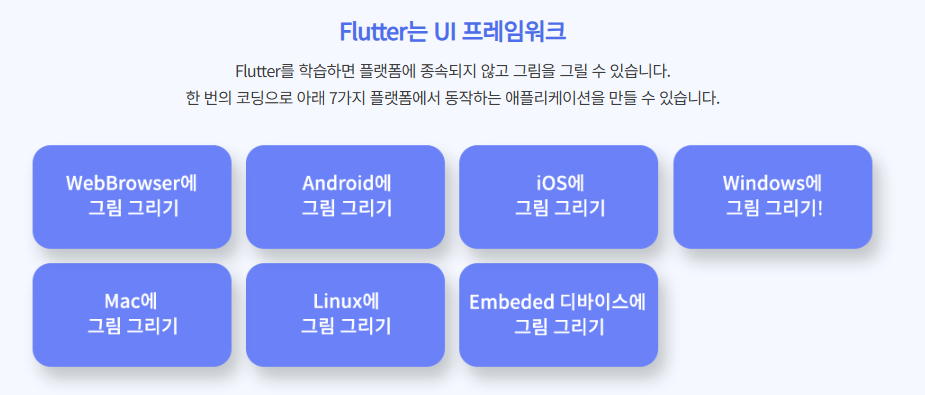 Flutter는 UI 프레임워크
Flutter를 학습하면 플랫폼에 종속되지 않고 그림을 그릴 수 있습니다.
한 번의 코딩으로 아래 7가지 플랫폼에서 동작하는 애플리케이션을 만들 수 있습니다.
WebBrowser에
그림 그리기
Android에
그림 그리기
iOS에
그림 그리기
Windows에
그림 그리기!
Mac에
그림 그리기
Linux에
그림 그리기
Embeded 디바이스에
그림 그리기